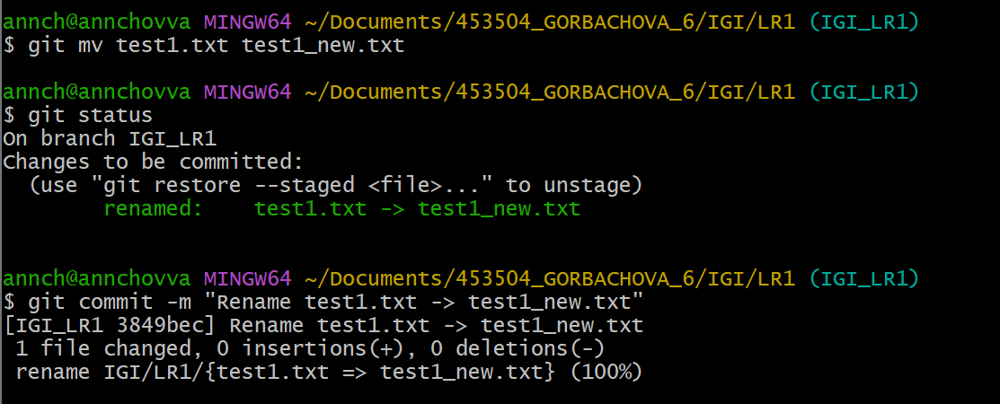 annch@annchovva MINGW64 ~/Documents/453504_GORBACHOVA_6/IGI/LR1 (IGI_LR1)
$ git mv test1.txt test1_new.txt
annch@annchovva MINGW64 ~/Documents/453504_GORBACHOVA_6/IGI/LR1 (IGI_LR1)
$ git status
On branch IGI_LR1
Changes to be committed:
  (use "git restore --staged <file>..." to unstage)
        renamed:    test1.txt -> test1_new.txt
annch@annchovva MINGW64 ~/Documents/453504_GORBACHOVA_6/IGI/LR1 (IGI_LR1)
$ git commit -m "Rename test1.txt -> test1_new.txt"
[IGI_LR1 3849bec] Rename test1.txt -> test1_new.txt
 1 file changed, 0 insertions(+), 0 deletions(-)
 rename IGI/LR1/{test1.txt => test1_new.txt} (100%)